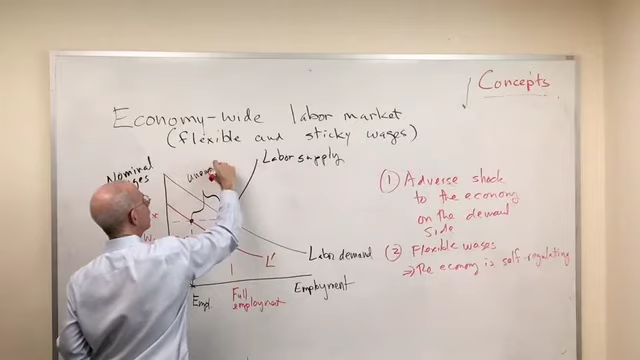 Concepts
Economy-wide labor market
(flexible and sticky wages)
Nominal
Labor supply
Labor demand
Employment
Empl.
Full
employment
① Adverse shock
to the economy
on the demand
side
② Flexible wages
⇒ The economy is self-regulating